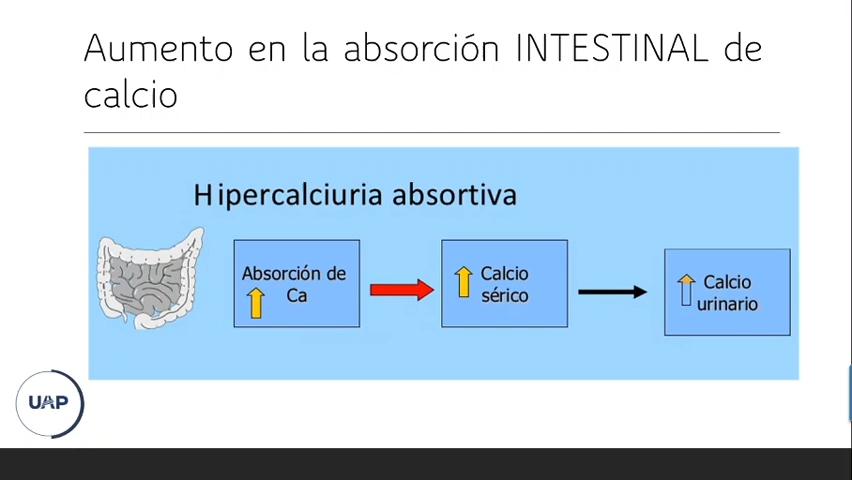 Aumento en la absorción INTESTINAL de
calcio
Hipercalciuria absortiva
Absorción de
Ca
Calcio
sérico
Calcio
urinario
UAP